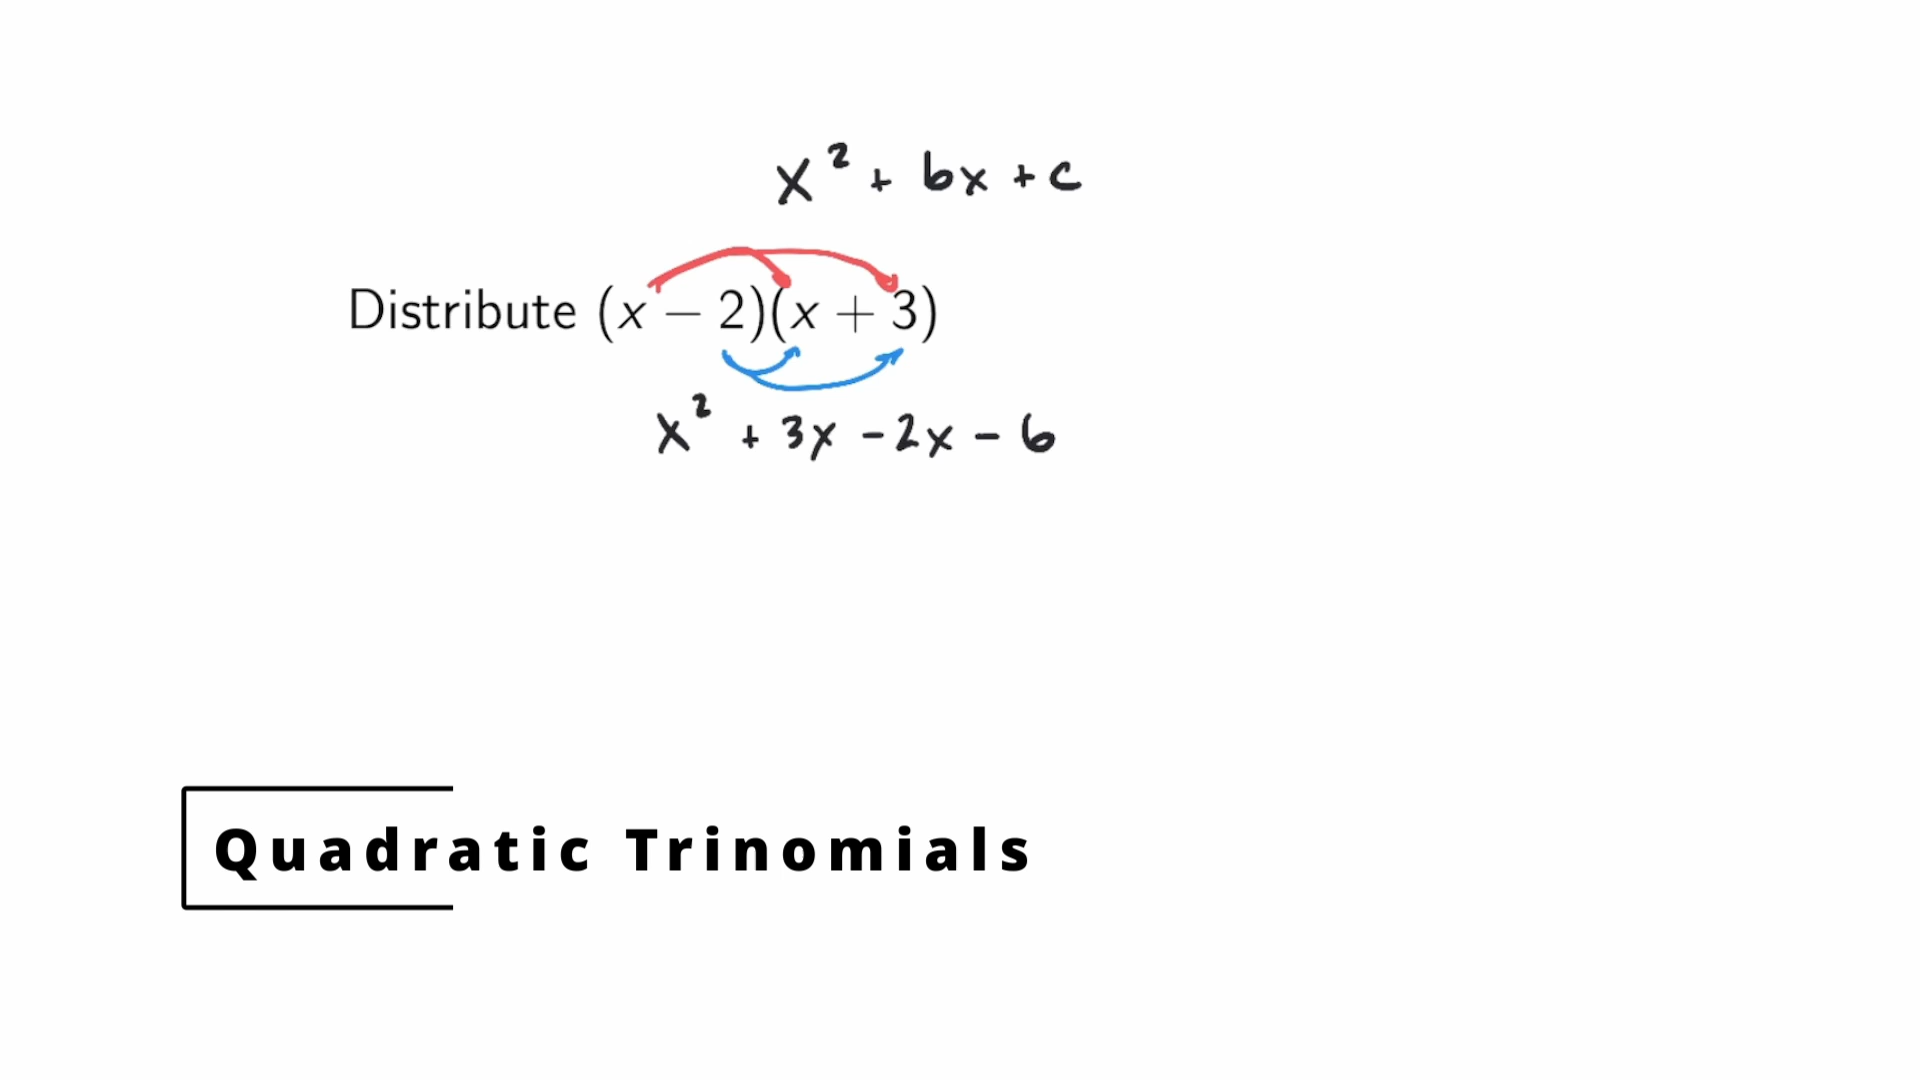 x² + bx + c
Distribute (x − 2)(x + 3)
x² + 3x − 2x − 6
Quadratic Trinomials